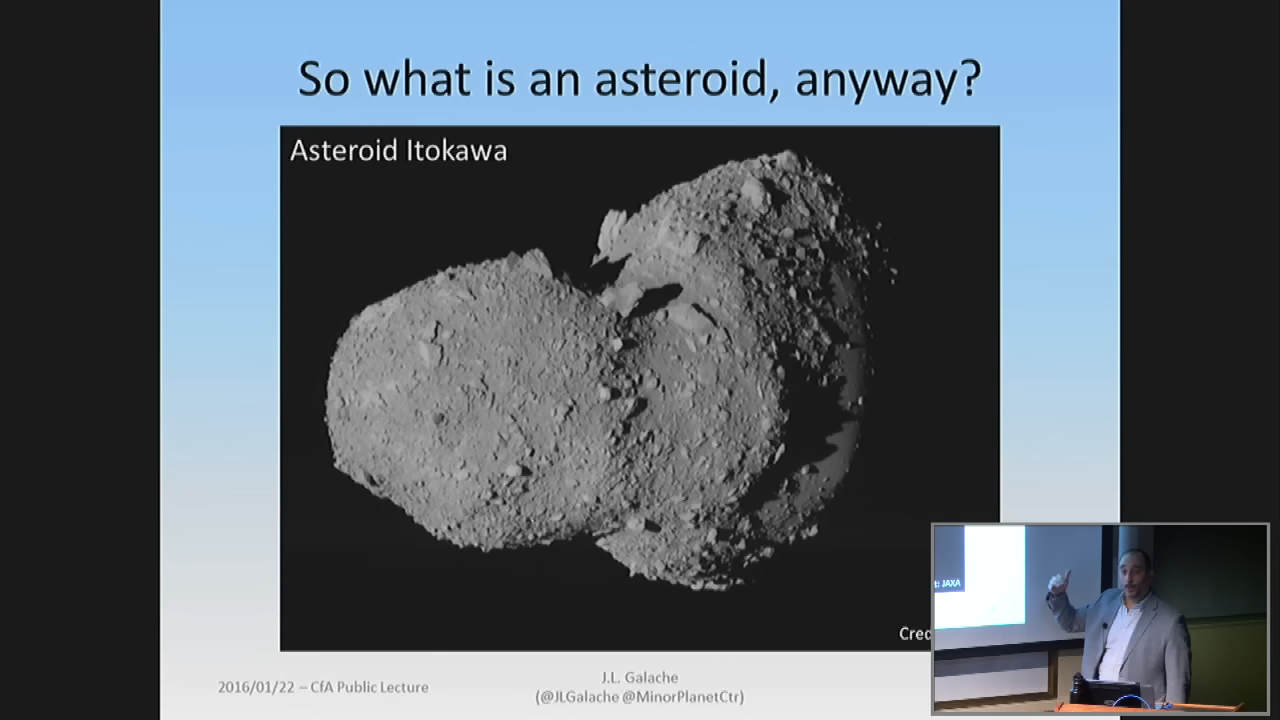 So what is an asteroid, anyway?
Asteroid Itokawa
Cred
t: JAXA
2016/01/22 – CfA Public Lecture
J.L. Galache
(@JLGalache @MinorPlanetCtr)